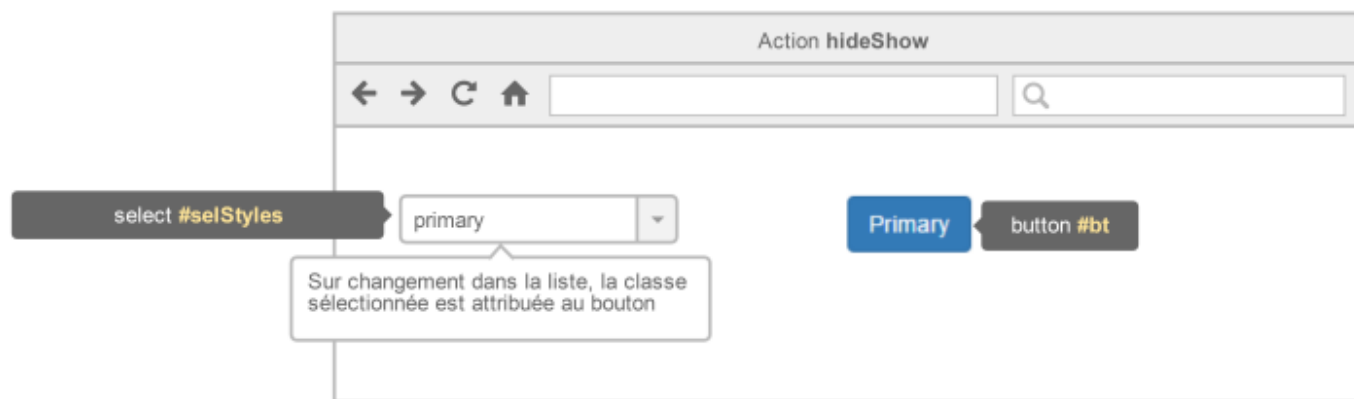 Action hideShow
select #selStyles
primary
Primary
button #bt
Sur changement dans la liste, la classe
sélectionnée est attribuée au bouton